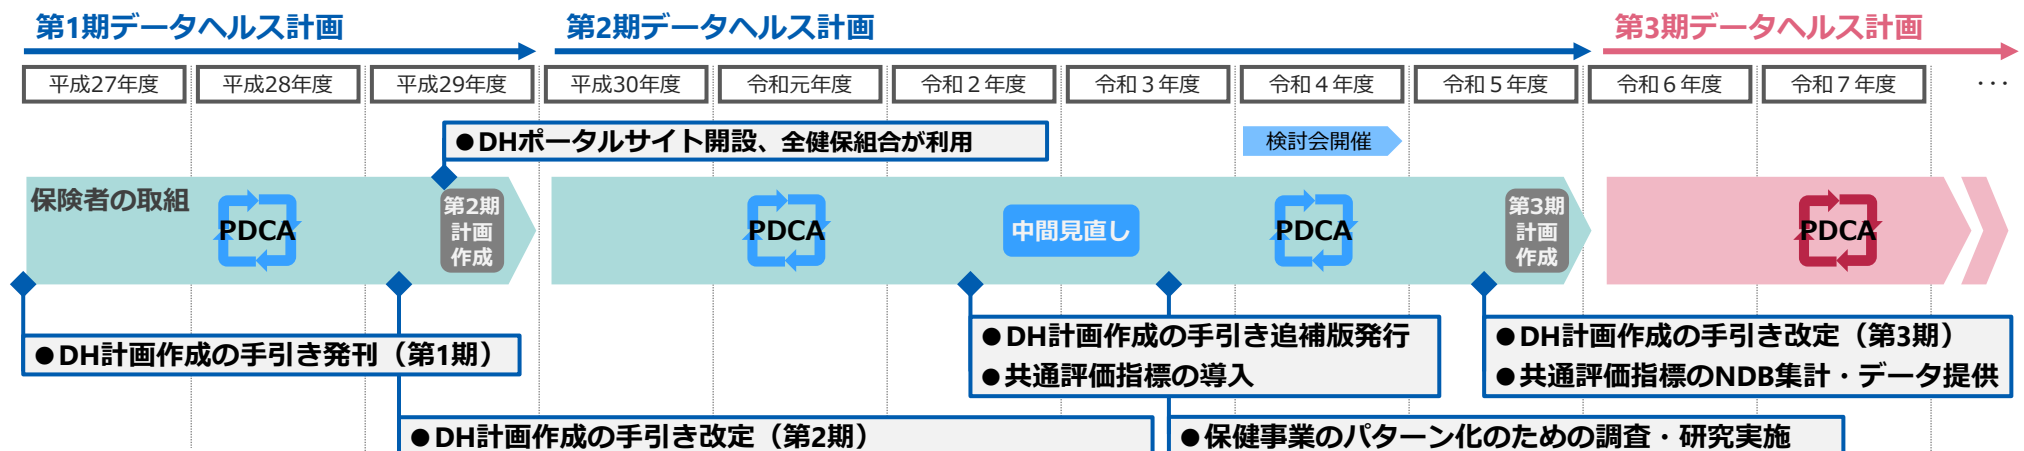 第1期データヘルス計画
第2期データヘルス計画
第3期データヘルス計画
平成27年度
平成28年度
平成29年度
平成30年度
令和元年度
令和２年度
令和３年度
令和４年度
令和５年度
令和６年度
令和７年度
…
●DHポータルサイト開設、全健保組合が利用
検討会開催
保険者の取組
PDCA
第2期
計画
作成
PDCA
中間見直し
PDCA
第3期
計画
作成
PDCA
●DH計画作成の手引き発刊（第1期）
●DH計画作成の手引き追補版発行
●共通評価指標の導入
●DH計画作成の手引き改定（第3期）
●共通評価指標のNDB集計・データ提供
●DH計画作成の手引き改定（第2期）
●保健事業のパターン化のための調査・研究実施